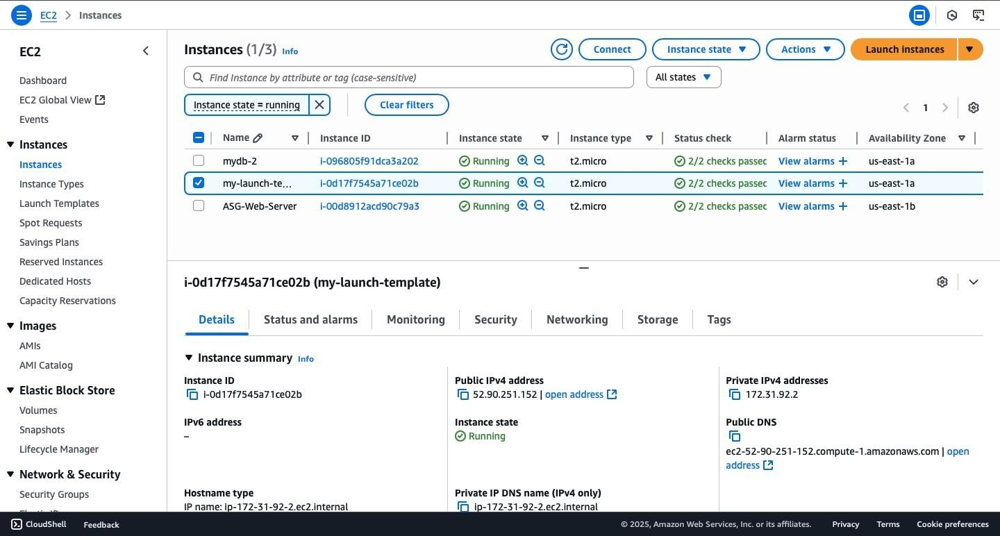 EC2 > Instances
EC2
Dashboard
EC2 Global View
Events
Instances
Instances
Instance Types
Launch Templates
Spot Requests
Savings Plans
Reserved Instances
Dedicated Hosts
Capacity Reservations
Images
AMIs
AMI Catalog
Elastic Block Store
Volumes
Snapshots
Lifecycle Manager
Network & Security
Security Groups
Instances (1/3) Info
Connect
Instance state
Actions
Launch instances
Find Instance by attribute or tag (case-sensitive)
All states
Instance state = running
Clear filters
1
Name Instance ID Instance state Instance type Status check Alarm status Availability Zone
mydb-2 i-096805f91dca3a202 Running t2.micro 2/2 checks passec View alarms + us-east-1a
my-launch-te... i-0d17f7545a71ce02b Running t2.micro 2/2 checks passec View alarms + us-east-1a
ASG-Web-Server i-00d8912acd90c79a3 Running t2.micro 2/2 checks passec View alarms + us-east-1b
i-0d17f7545a71ce02b (my-launch-template)
Details Status and alarms Monitoring Security Networking Storage Tags
Instance summary Info
Instance ID
i-0d17f7545a71ce02b
Public IPv4 address
52.90.251.152 | open address
Private IPv4 addresses
172.31.92.2
IPv6 address
–
Instance state
Running
Public DNS
ec2-52-90-251-152.compute-1.amazonaws.com | open
address
Hostname type
IP name: ip-172-31-92-2.ec2.internal
Private IP DNS name (IPv4 only)
ip-172-31-92-2.ec2.internal
CloudShell Feedback © 2025, Amazon Web Services, Inc. or its affiliates. Privacy Terms Cookie preferences